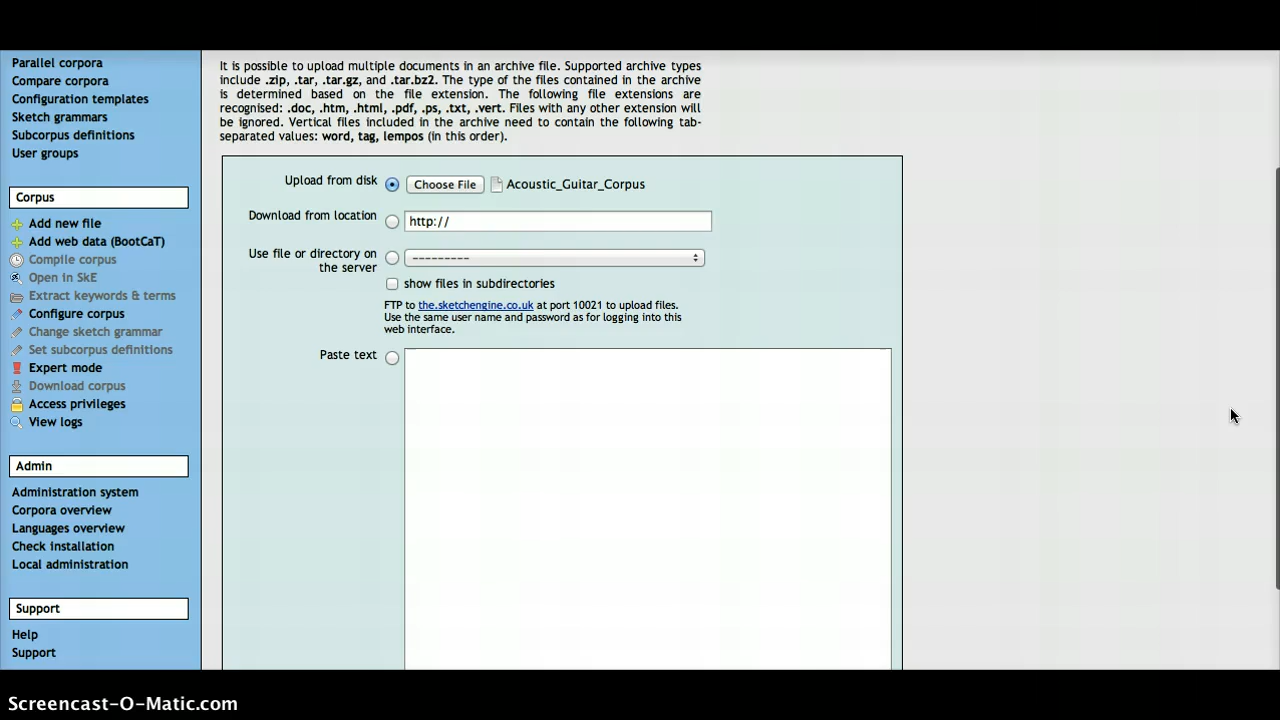 Parallel corpora
Compare corpora
Configuration templates
Sketch grammars
Subcorpus definitions
User groups
Corpus
Add new file
Add web data (BootCaT)
Compile corpus
Open in SkE
Extract keywords & terms
Configure corpus
Change sketch grammar
Set subcorpus definitions
Expert mode
Download corpus
Access privileges
View logs
Admin
Administration system
Corpora overview
Languages overview
Check installation
Local administration
Support
Help
Support
It is possible to upload multiple documents in an archive file. Supported archive types
include .zip, .tar, .tar.gz, and .tar.bz2. The type of the files contained in the archive
is determined based on the file extension. The following file extensions are
recognised: .doc, .htm, .html, .pdf, .ps, .txt, .vert. Files with any other extension will
be ignored. Vertical files included in the archive need to contain the following tab-
separated values: word, tag, lempos (in this order).
Upload from disk Choose File Acoustic_Guitar_Corpus
Download from location http://
Use file or directory on
the server
---------
show files in subdirectories
FTP to the.sketchengine.co.uk at port 10021 to upload files.
Use the same user name and password as for logging into this
web interface.
Paste text
Screencast-O-Matic.com